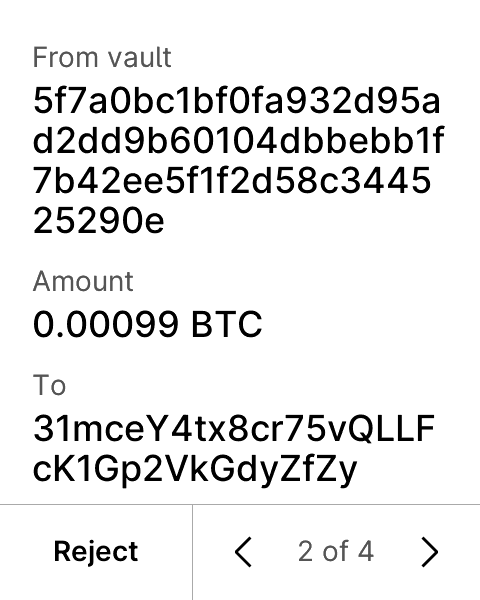 From vault
5f7a0bc1bf0fa932d95a
d2dd9b60104dbbebb1f
7b42ee5f1f2d58c3445
25290e
Amount
0.00099 BTC
To
31mceY4tx8cr75vQLLF
cK1Gp2VkGdyZfZy
Reject
2 of 4